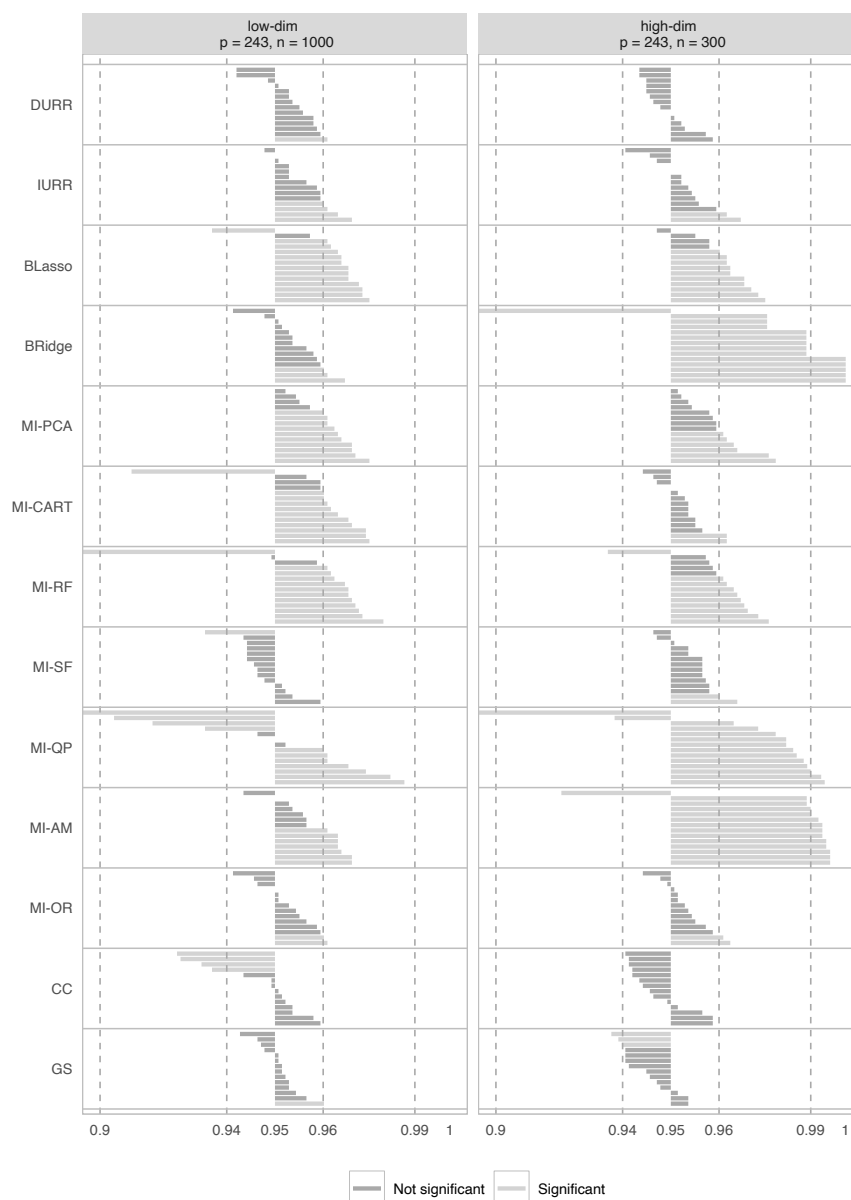 low-dim
p = 243, n = 1000
high-dim
p = 243, n = 300
DURR
IURR
BLasso
BRidge
MI-PCA
MI-CART
MI-RF
MI-SF
MI-QP
MI-AM
MI-OR
CC
GS
0.9 0.94 0.95 0.96 0.99 1
0.9 0.94 0.95 0.96 0.99 1
Not significant Significant